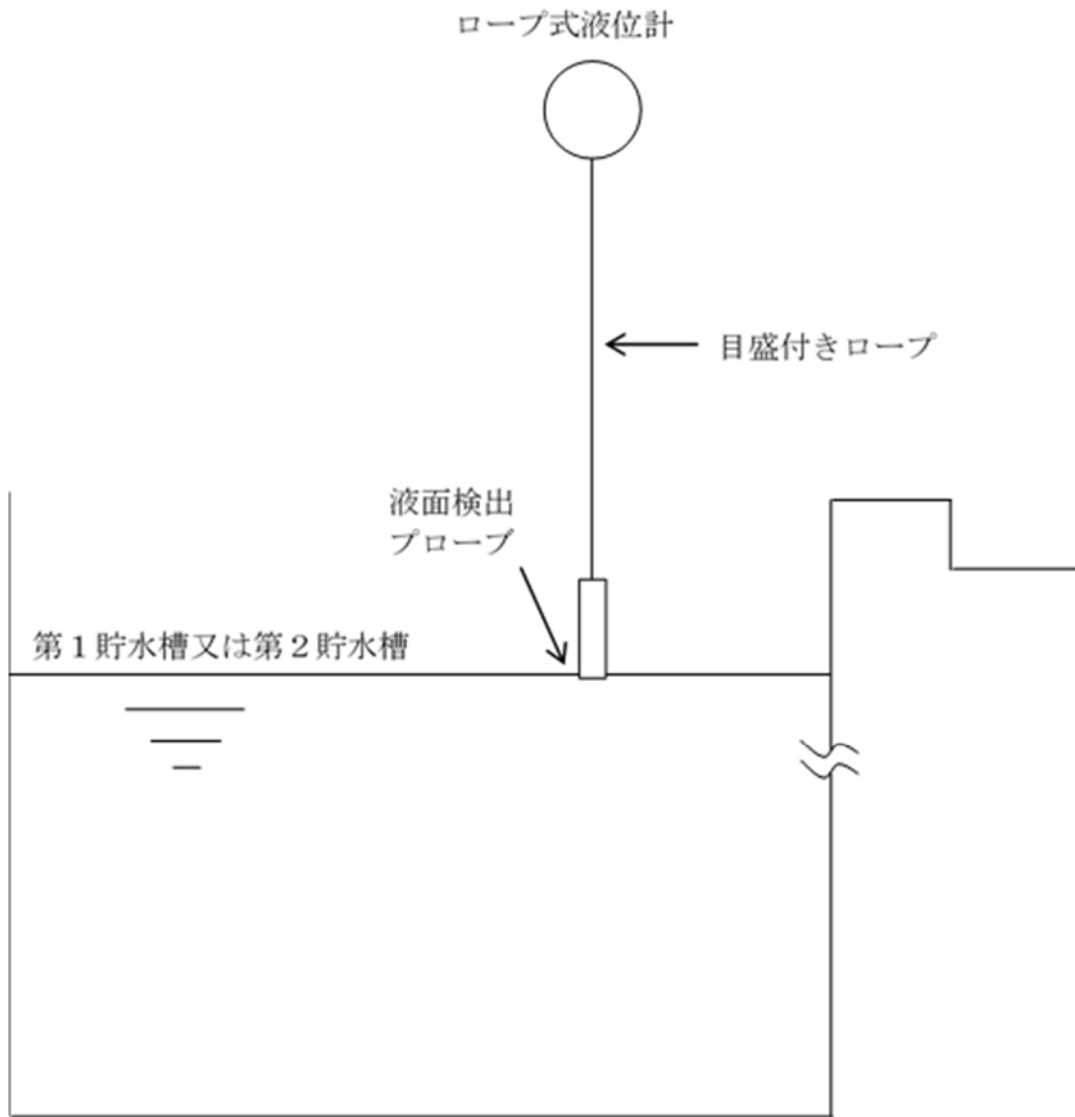 ロープ式液位計
目盛付きロープ
液面検出
プローブ
第１貯水槽又は第２貯水槽